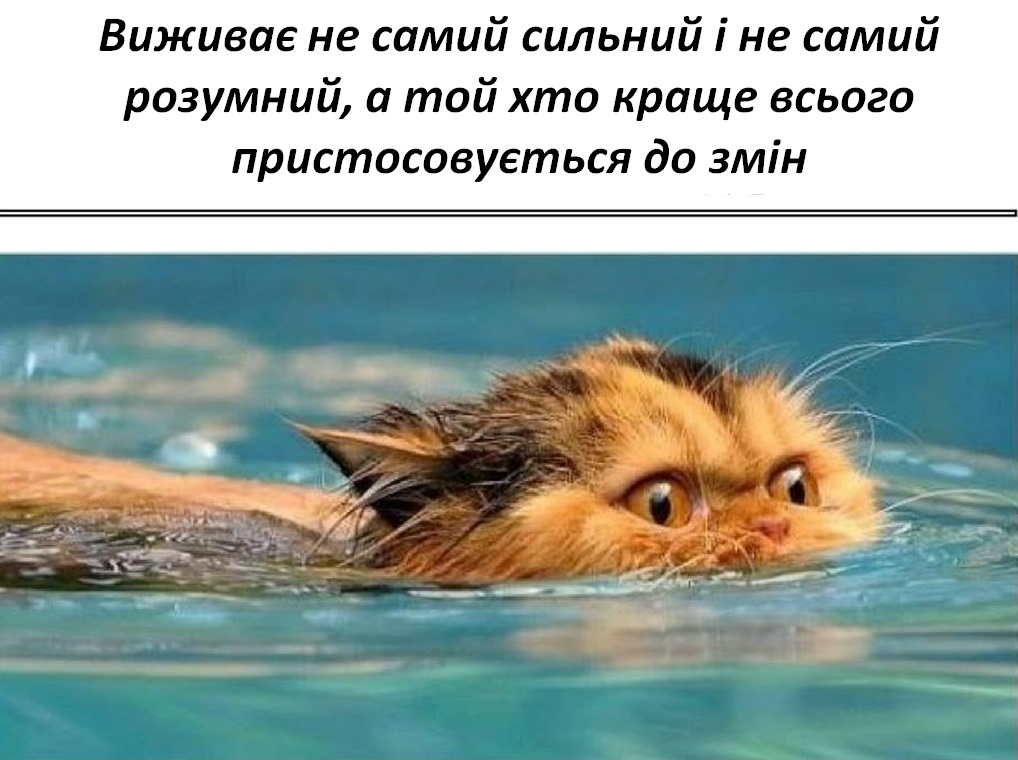 Виживає не самий сильний і не самий
розумний, а той хто краще всього
пристосовується до змін